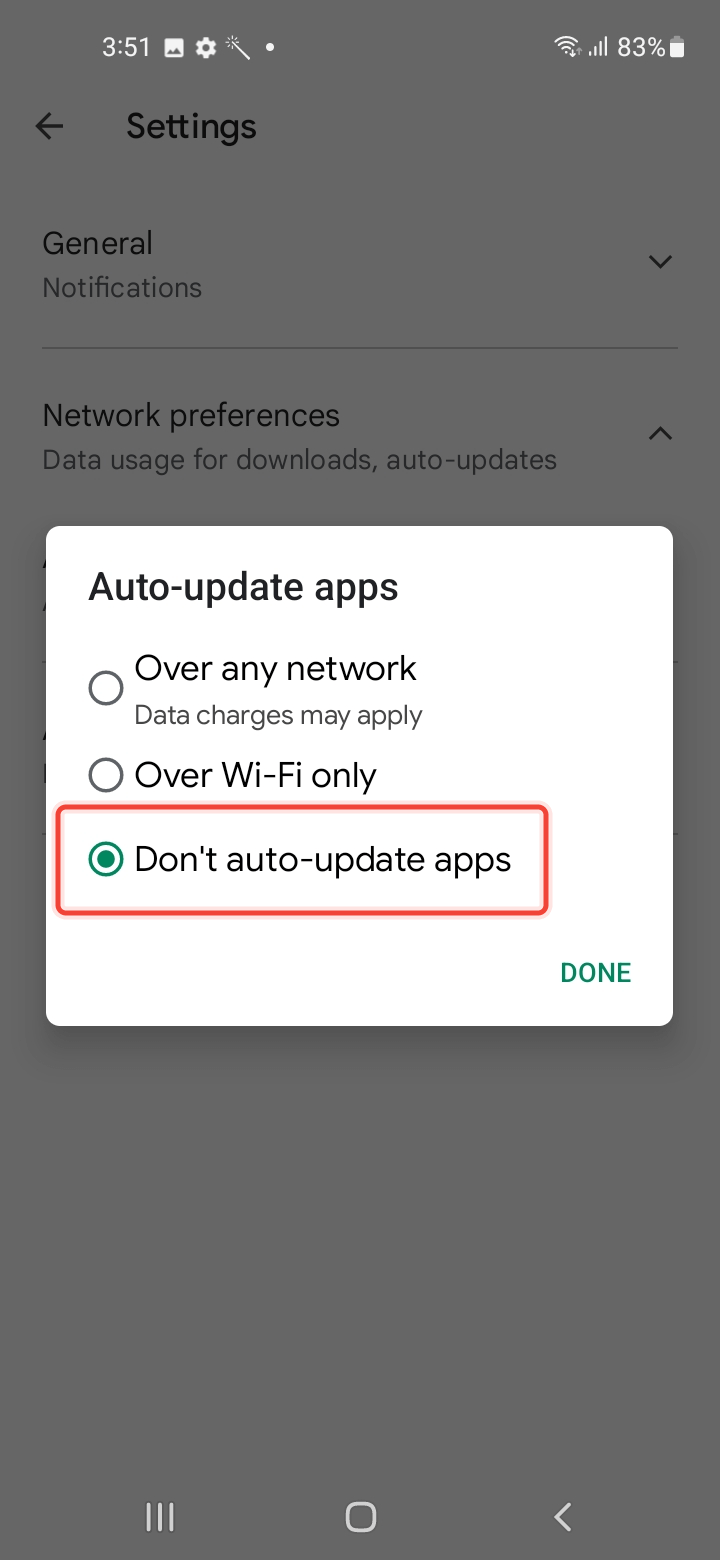 3:51 83%
Settings
General
Notifications
Network preferences
Data usage for downloads, auto-updates
Auto-update apps
Over any network
Data charges may apply
Over Wi-Fi only
Don't auto-update apps
DONE